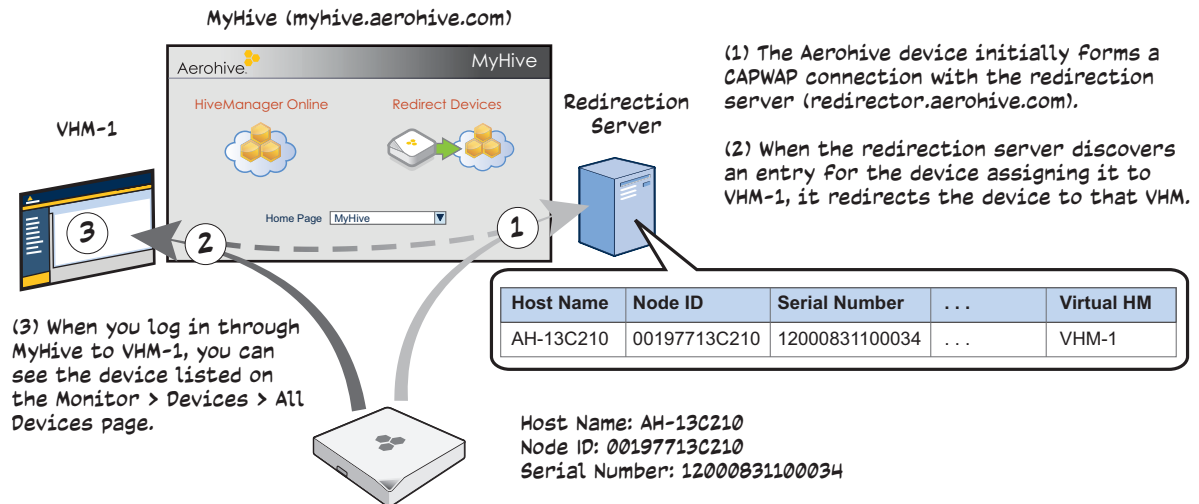 MyHive (myhive.aerohive.com)
Aerohive
MyHive
HiveManager Online
Redirect Devices
Home Page
MyHive
VHM-1
Redirection
Server
1
2
3
(1) The Aerohive device initially forms a
CAPWAP connection with the redirection
server (redirector.aerohive.com).
(2) When the redirection server discovers
an entry for the device assigning it to
VHM-1, it redirects the device to that VHM.
Host Name Node ID Serial Number . . . Virtual HM
AH-13C210 00197713C210 12000831100034 . . . VHM-1
(3) When you log in through
MyHive to VHM-1, you can
see the device listed on
the Monitor > Devices > All
Devices page.
Host Name: AH-13C210
Node ID: 00197713C210
Serial Number: 12000831100034